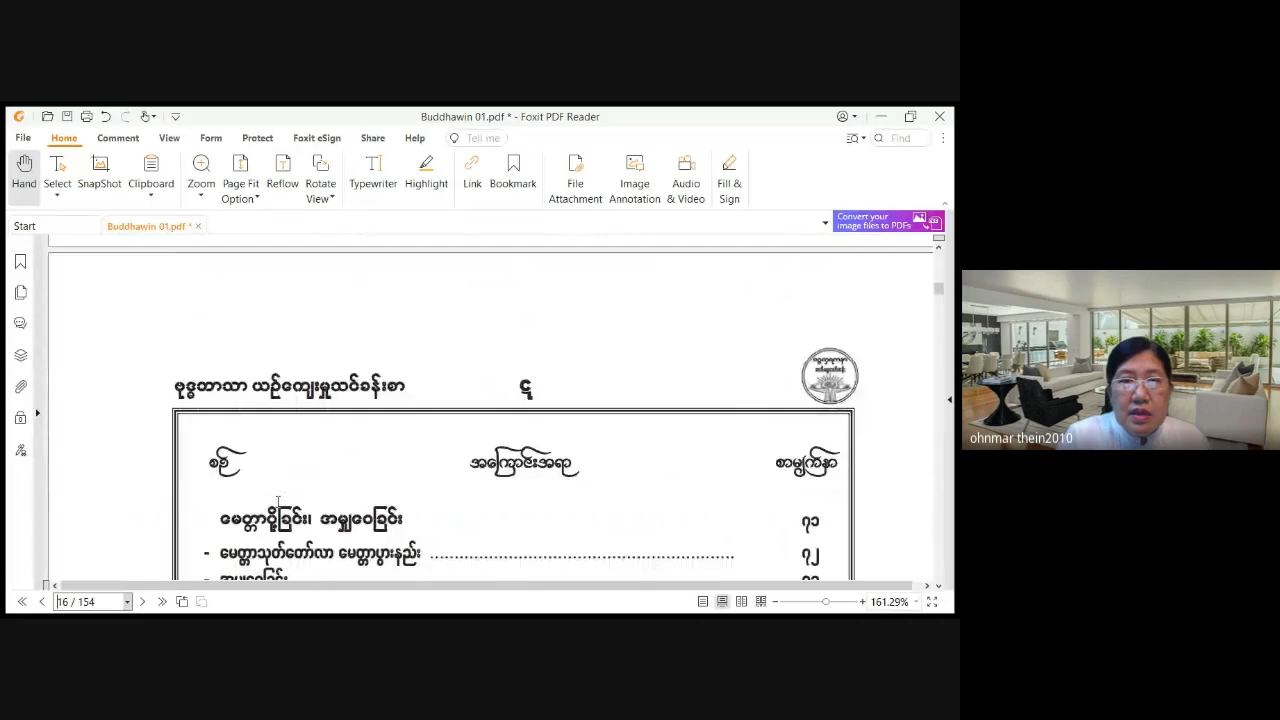 Buddhawin 01.pdf * - Foxit PDF Reader
File Home Comment View Form Protect Foxit eSign Share Help Tell me Find
Hand Select SnapShot Clipboard Zoom Page Fit Option Reflow Rotate View Typewriter Highlight Link Bookmark File Attachment Image Annotation Audio & Video Fill & Sign
Start Buddhawin 01.pdf *
Convert your image files to PDFs
ဗုဒ္ဓဘာသာ ယဉ်ကျေးမှုသင်ခန်းစာ ဋ္ဌ
စဉ် အကြောင်းအရာ စာမျက်နှာ
မေတ္တာပို့ခြင်း၊ အမျှဝေခြင်း ၇၁
- မေတ္တာသုတ်တော်လာ မေတ္တာပွားနည်း ၇၂
ohnmar thein2010
16 / 154 161.29%